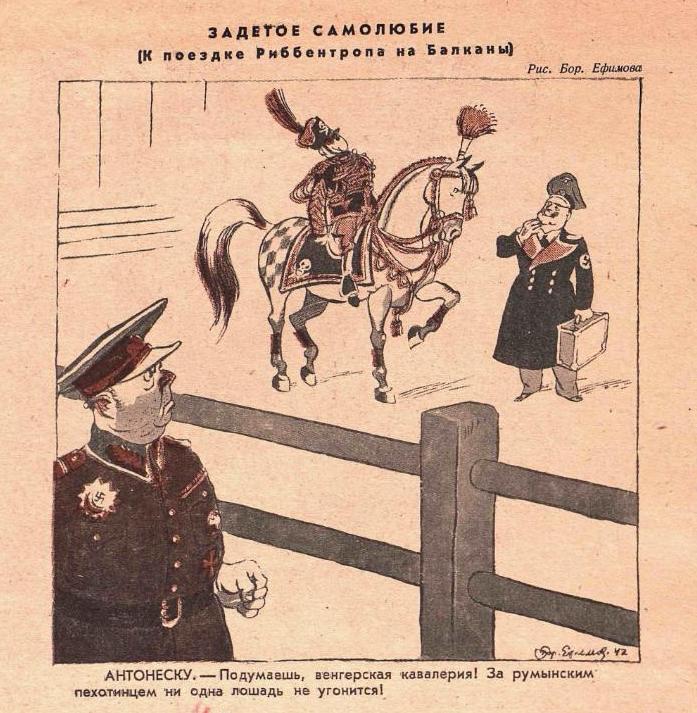 ЗАДЕТОЕ САМОЛЮБИЕ
(К поездке Риббентропа на Балканы)
Рис. Бор. Ефимова
Бор. Ефимов. 42
АНТОНЕСКУ. — Подумаешь, венгерская кавалерия! За румынским
пехотинцем ни одна лошадь не угонится!